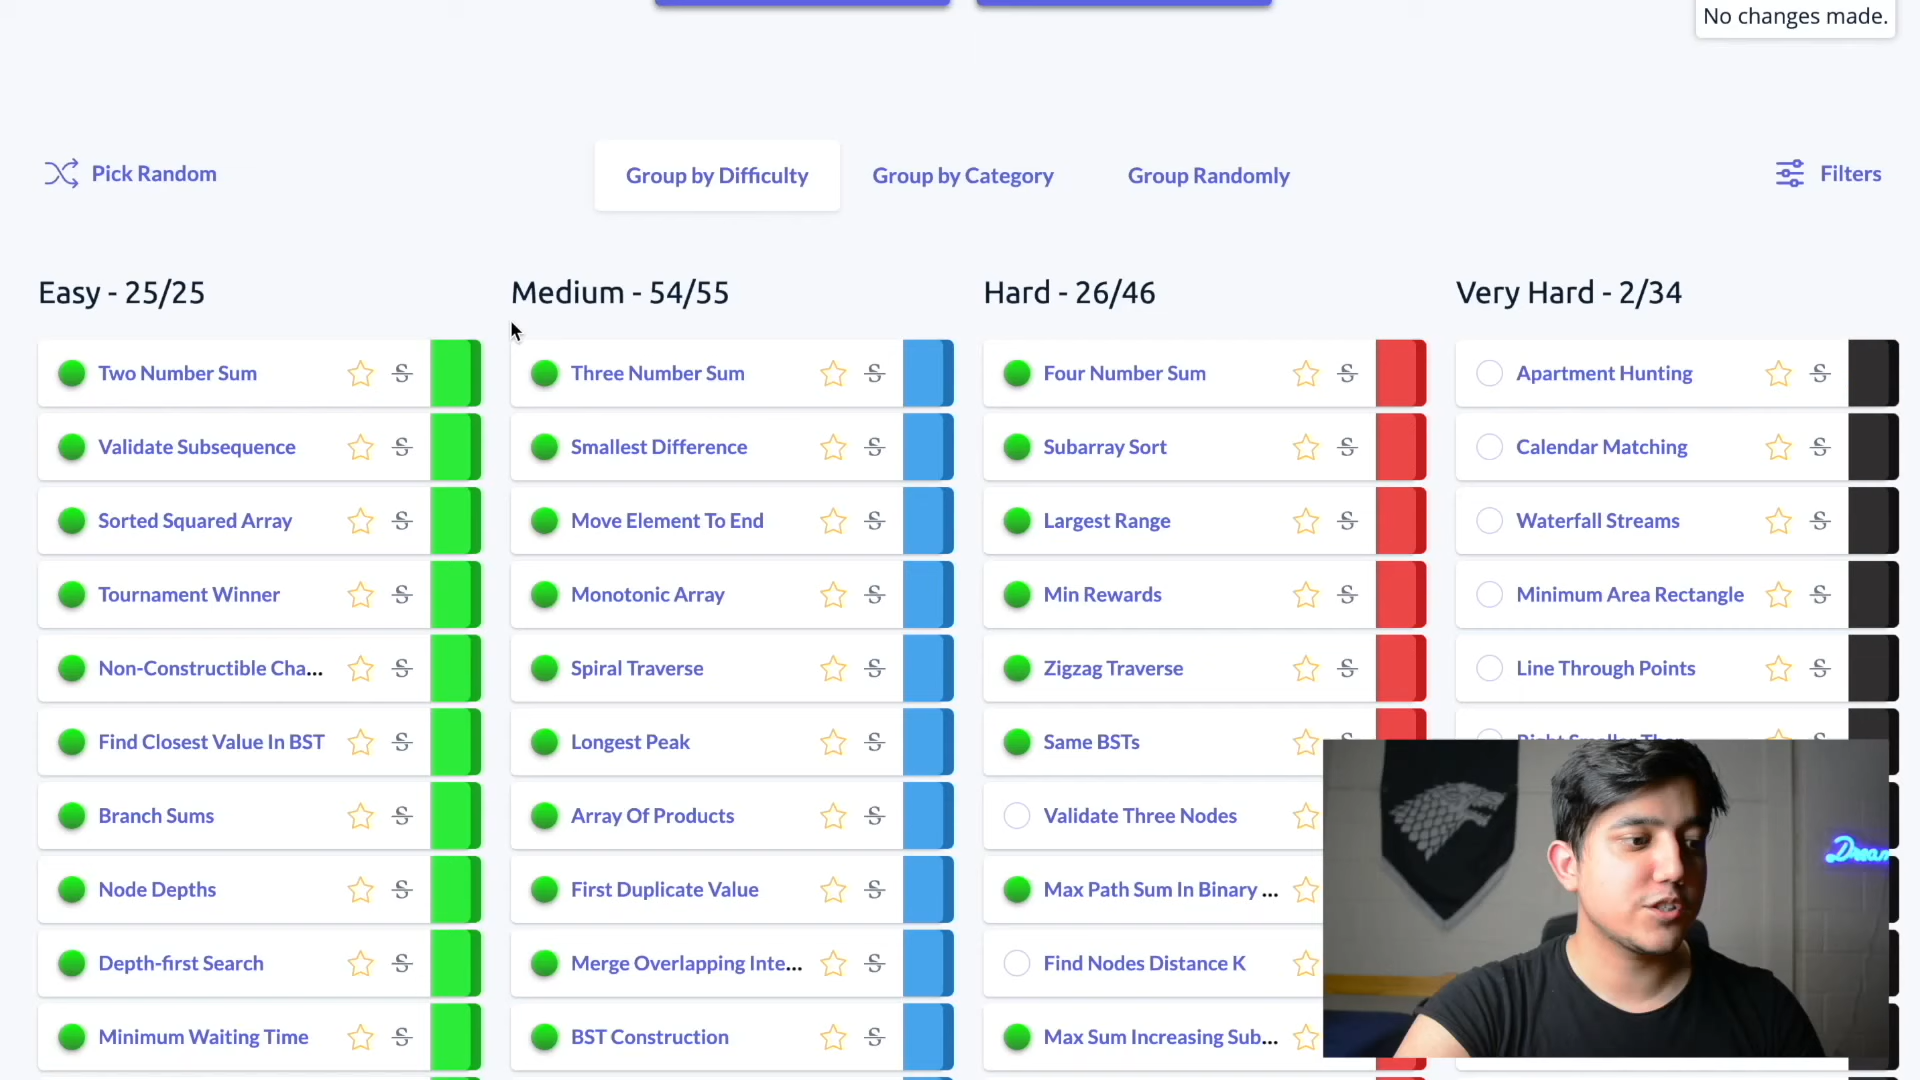 No changes made.
Pick Random
Group by Difficulty
Group by Category
Group Randomly
Filters
Easy - 25/25
Two Number Sum
Validate Subsequence
Sorted Squared Array
Tournament Winner
Non-Constructible Cha...
Find Closest Value In BST
Branch Sums
Node Depths
Depth-first Search
Minimum Waiting Time
Medium - 54/55
Three Number Sum
Smallest Difference
Move Element To End
Monotonic Array
Spiral Traverse
Longest Peak
Array Of Products
First Duplicate Value
Merge Overlapping Inte...
BST Construction
Hard - 26/46
Four Number Sum
Subarray Sort
Largest Range
Min Rewards
Zigzag Traverse
Same BSTs
Validate Three Nodes
Max Path Sum In Binary ...
Find Nodes Distance K
Max Sum Increasing Sub...
Very Hard - 2/34
Apartment Hunting
Calendar Matching
Waterfall Streams
Minimum Area Rectangle
Line Through Points
Right Smaller Than